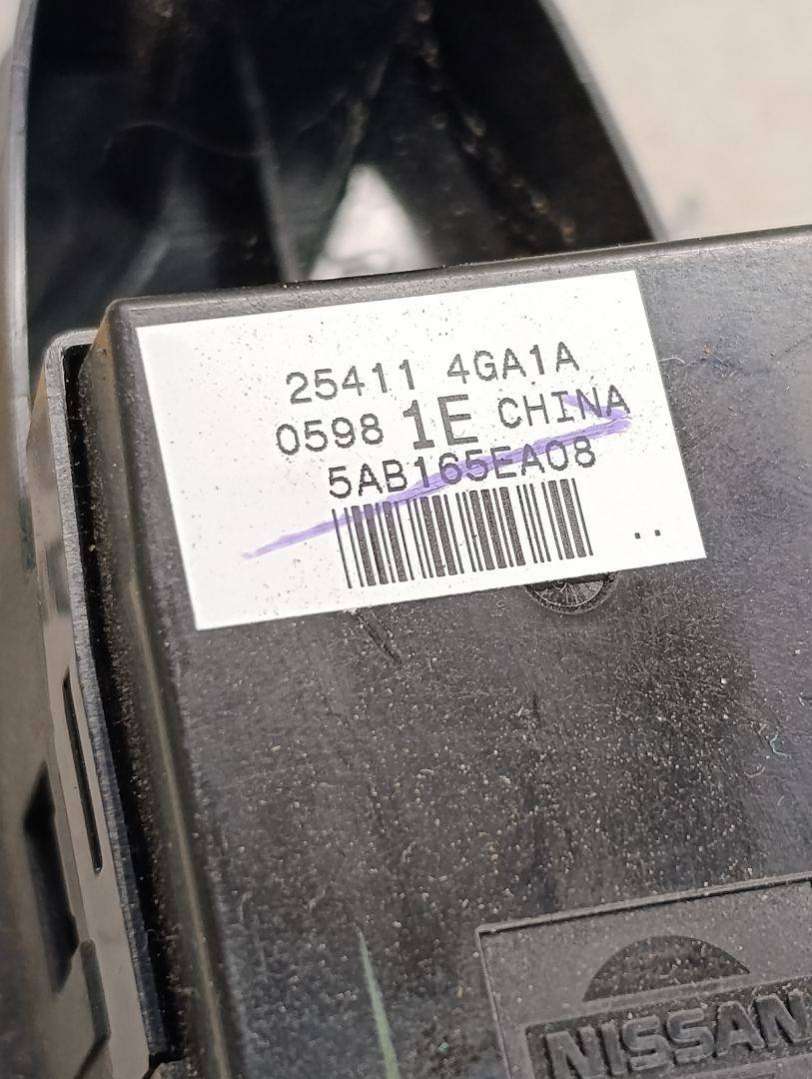 25411 4GA1A
0598 1E CHINA
5AB165EA08
NISSAN